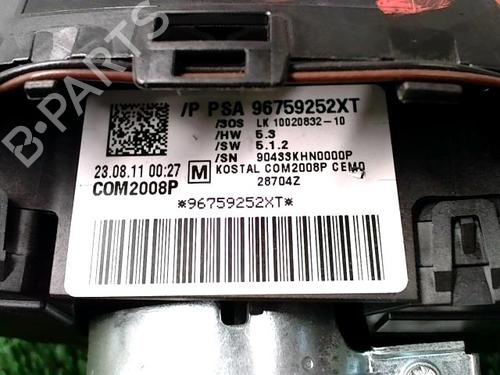 B-PARTS
/P PSA 96759252XT
/SOS LK 10020832-10
/HW 5.3
/SW 5.1.2
/SN 90433KHN0000P
23.08.11 00:27 M KOSTAL COM2008P CEMO
COM2008P 28704Z
*96759252XT*